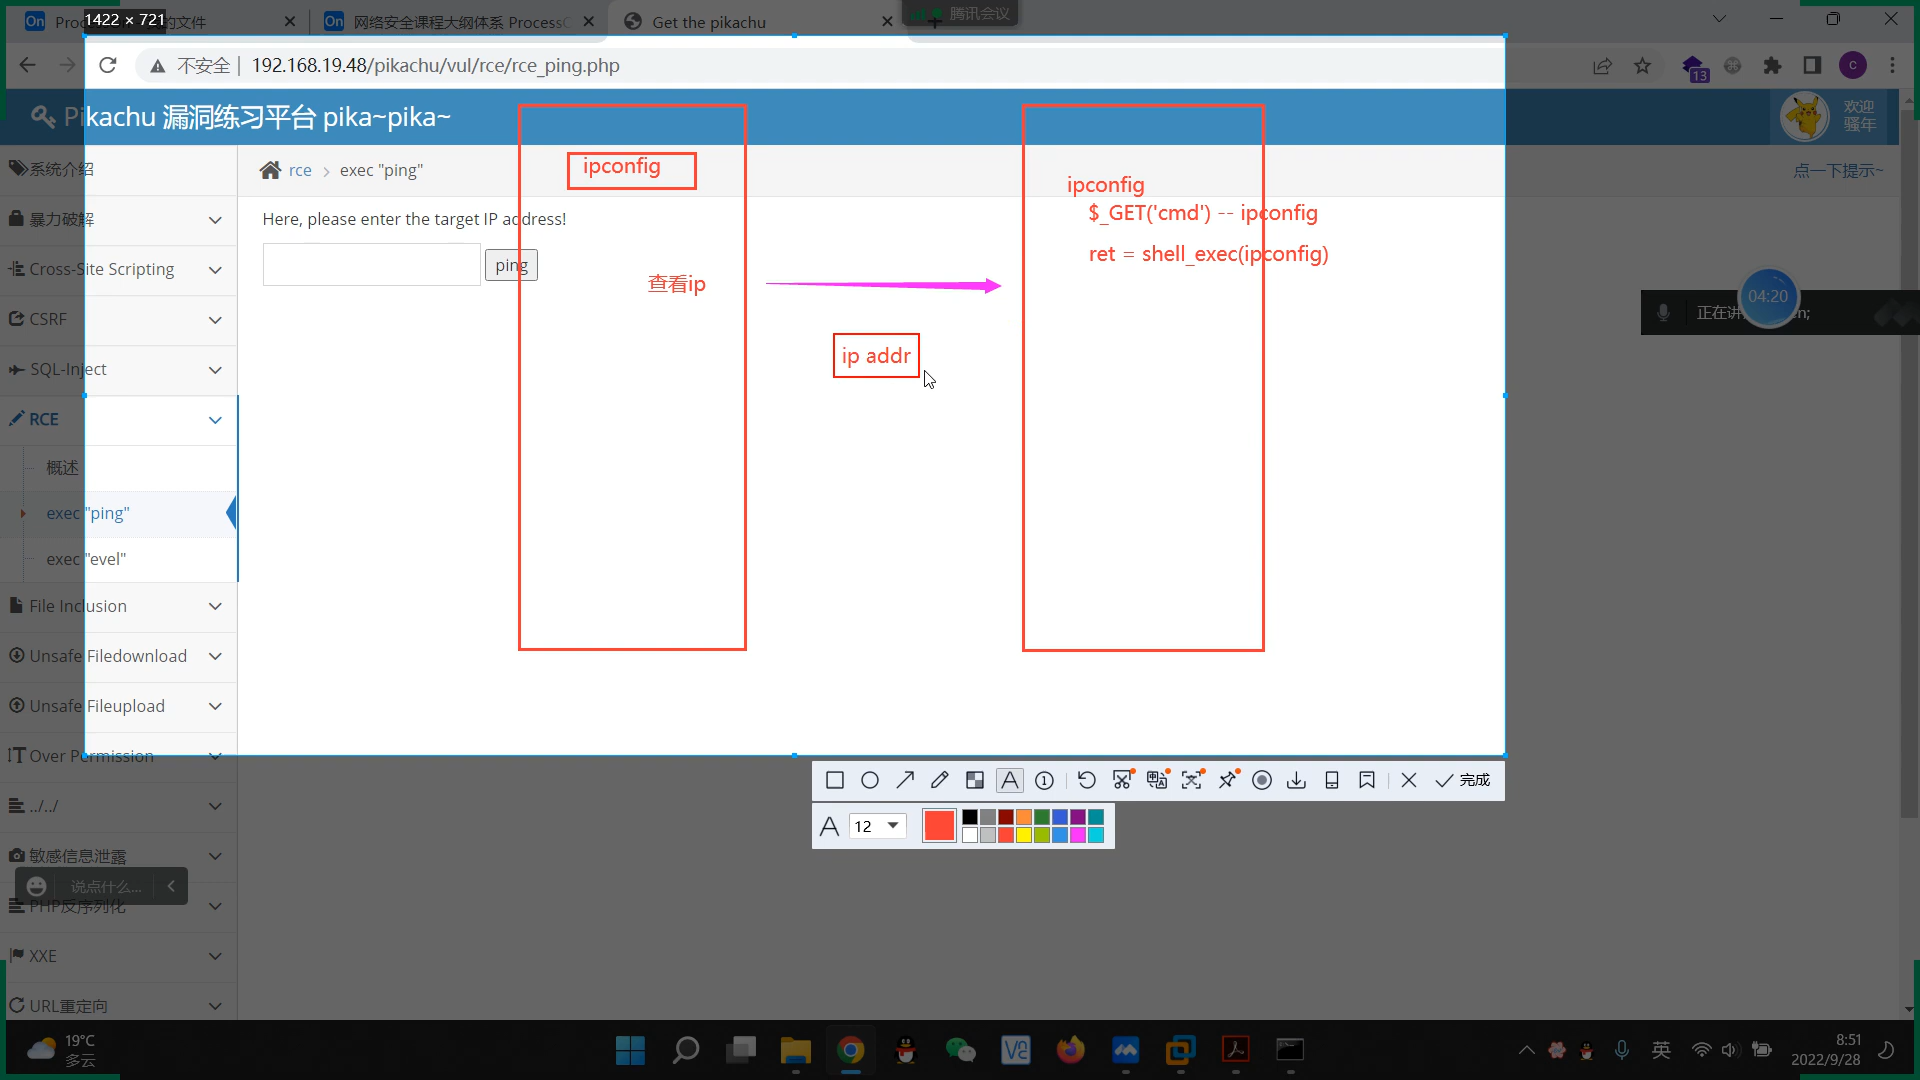 1422 × 721
的文件
网络安全课程大纲体系 Process
Get the pikachu
腾讯会议
不安全 | 192.168.19.48/pikachu/vul/rce/rce_ping.php
13
C
Pikachu 漏洞练习平台 pika~pika~
欢迎
骚年
系统介绍
rce > exec "ping"
点一下提示~
ipconfig
ipconfig
暴力破解
Here, please enter the target IP address!
$_GET('cmd') -- ipconfig
Cross-Site Scripting
ping
ret = shell_exec(ipconfig)
查看ip
04:20
CSRF
正在讲
ip addr
SQL-Inject
RCE
概述
exec "ping"
exec "evel"
File Inclusion
Unsafe Filedownload
Unsafe Fileupload
Over Permission
完成
../../
12
敏感信息泄露
说点什么...
PHP反序列化
XXE
URL重定向
19°C
多云
英
8:51
2022/9/28